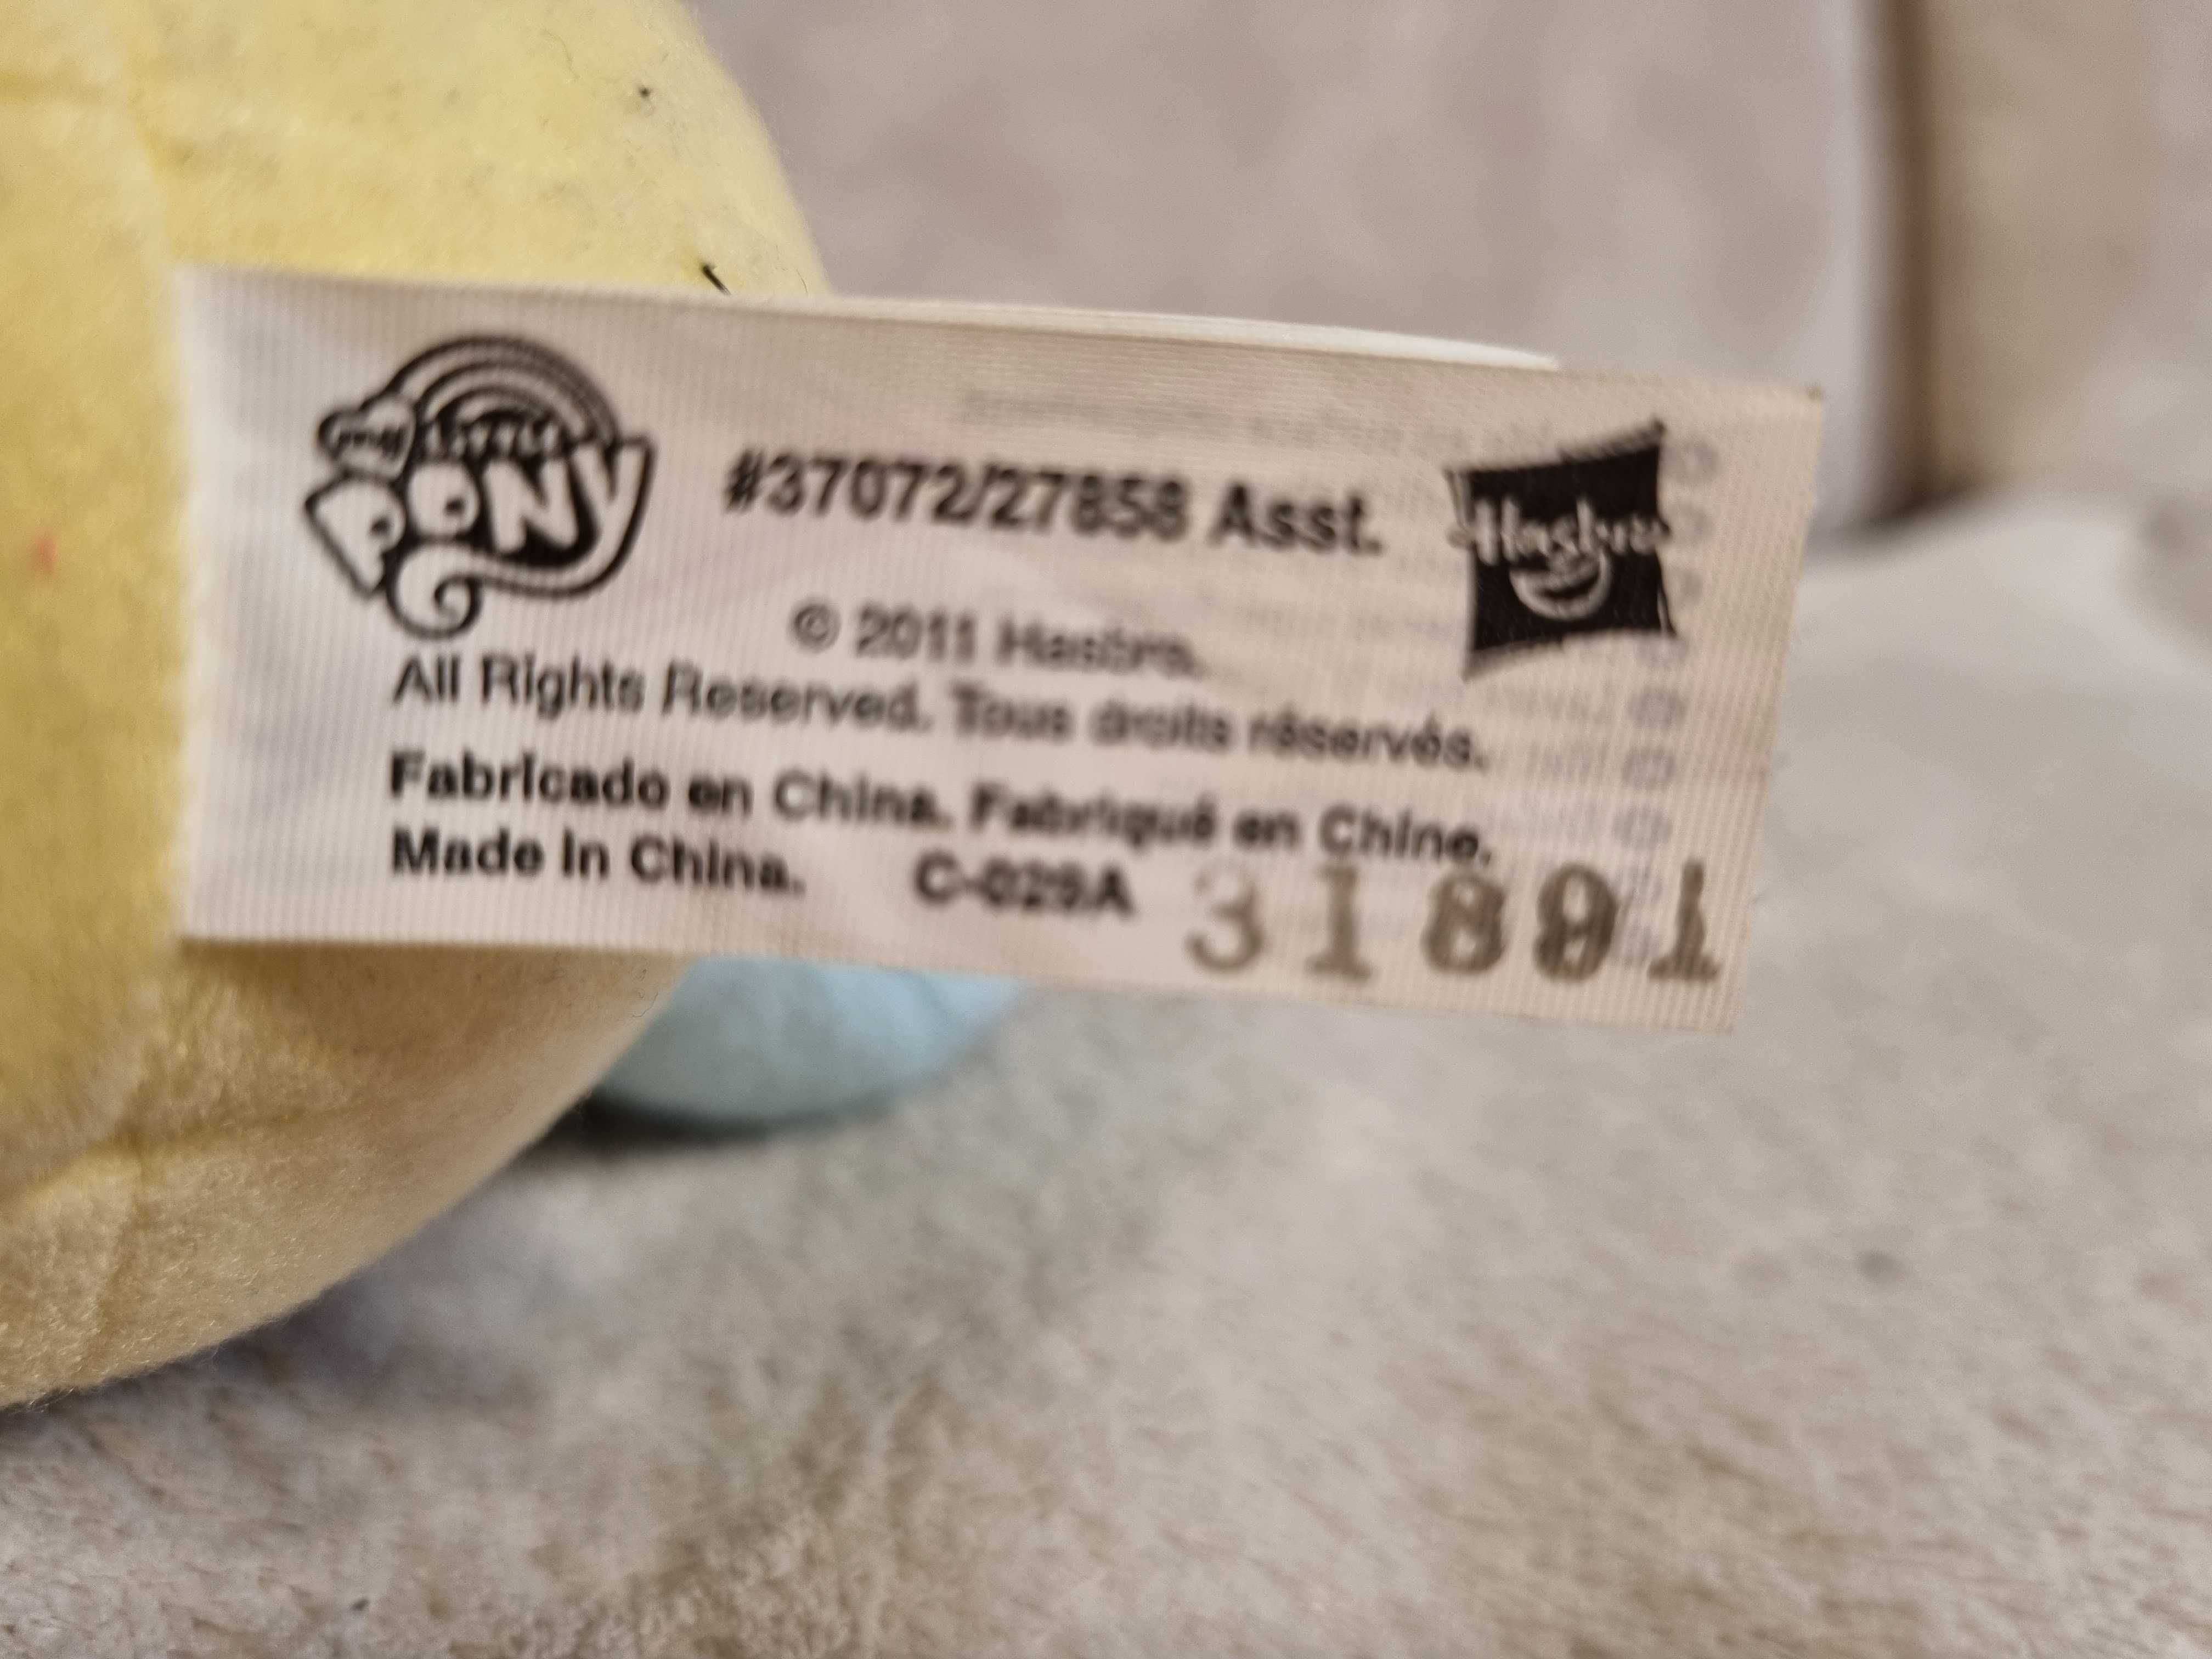 my LITTLE
PONY
#37072/27858 Asst.
Hasbro
© 2011 Hasbro.
All Rights Reserved. Tous droits réservés.
Fabricado en China. Fabriqué en Chine.
Made in China. C-029A 31891